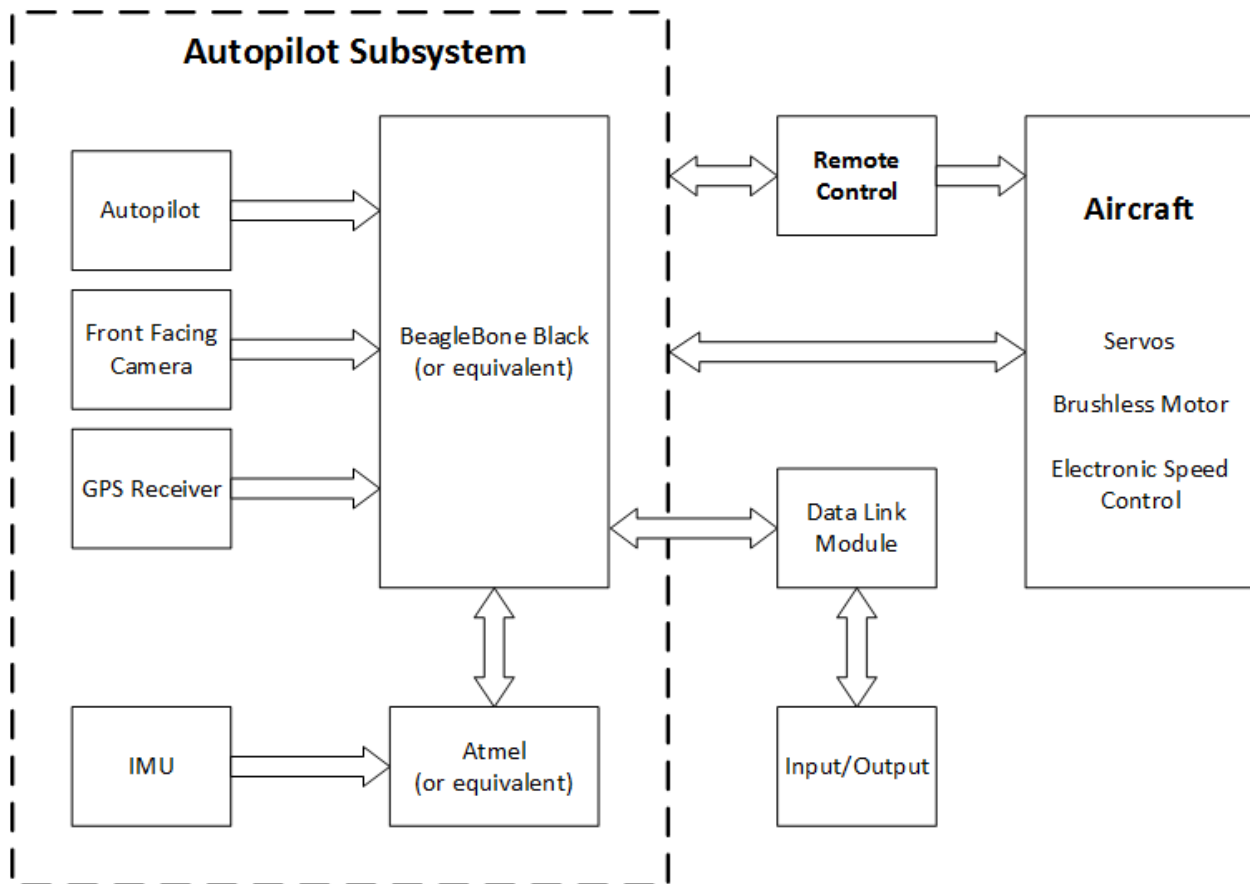 Autopilot Subsystem
Autopilot
Front Facing
Camera
GPS Receiver
IMU
BeagleBone Black
(or equivalent)
Atmel
(or equivalent)
Remote
Control
Data Link
Module
Input/Output
Aircraft
Servos
Brushless Motor
Electronic Speed
Control